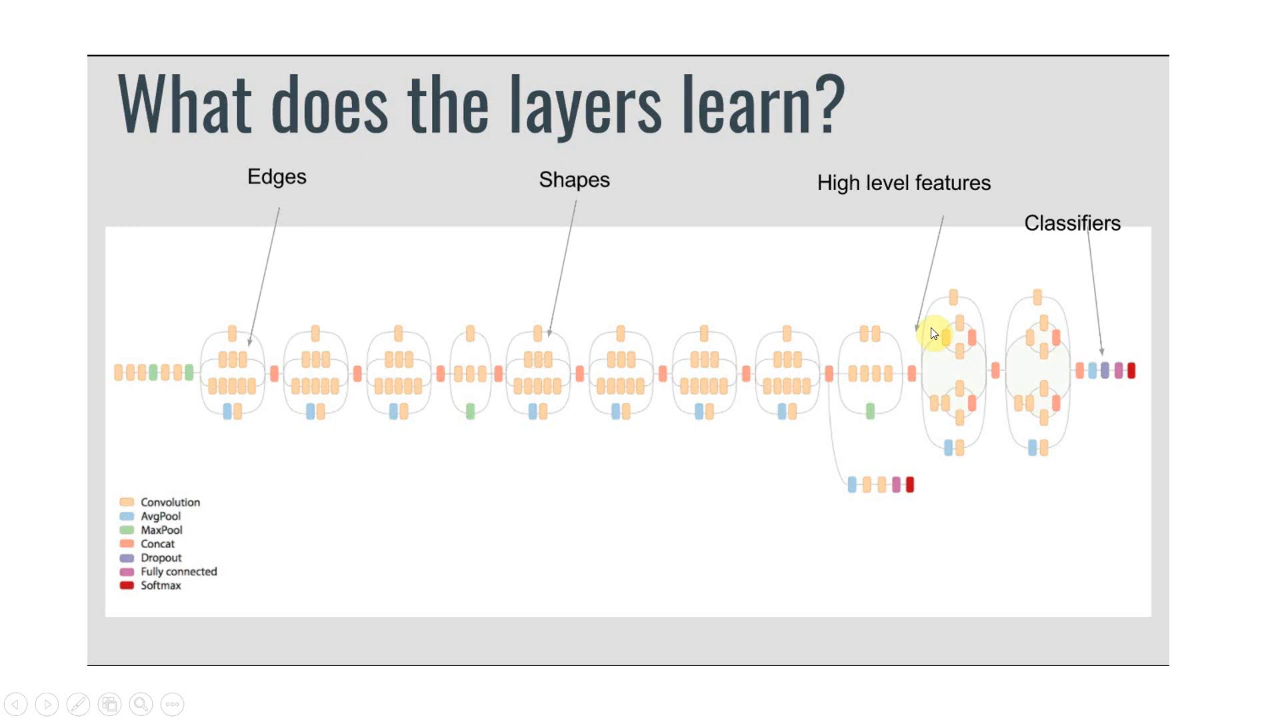 What does the layers learn?
Edges
Shapes
High level features
Classifiers
Convolution
AvgPool
MaxPool
Concat
Dropout
Fully connected
Softmax